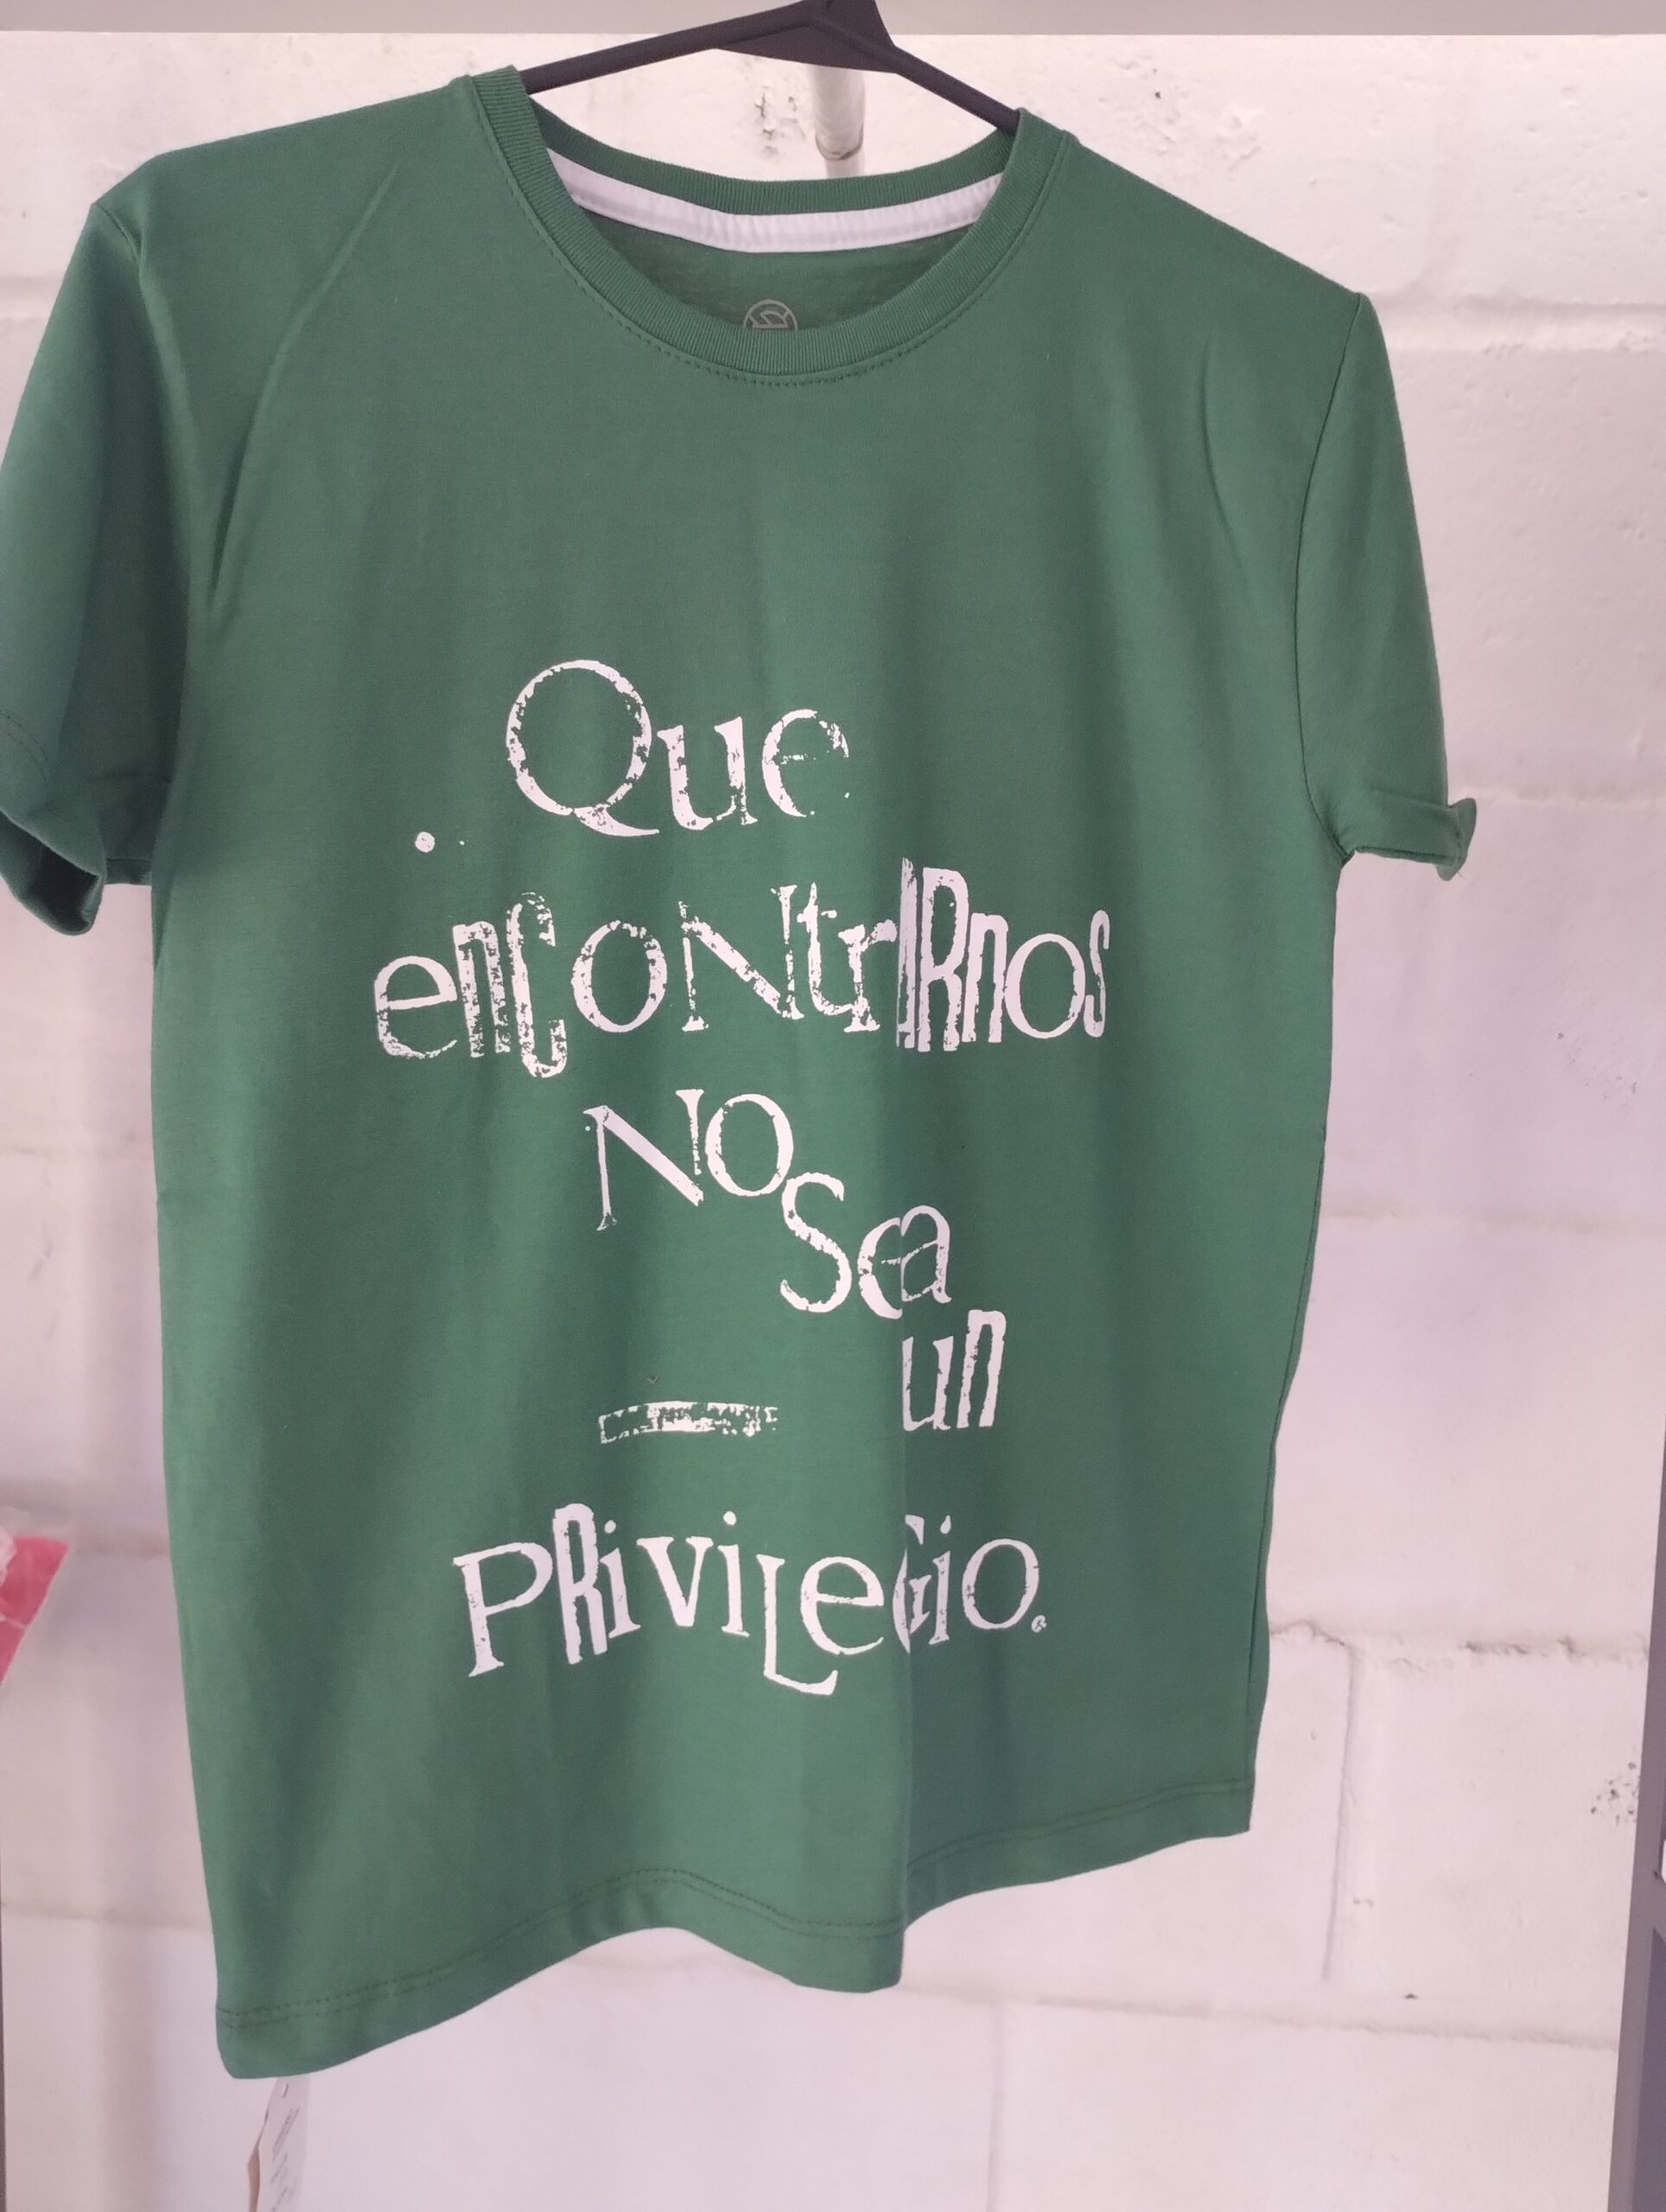 Que
encoNtrARnos
No
Sea
un
PRiviLeGio.